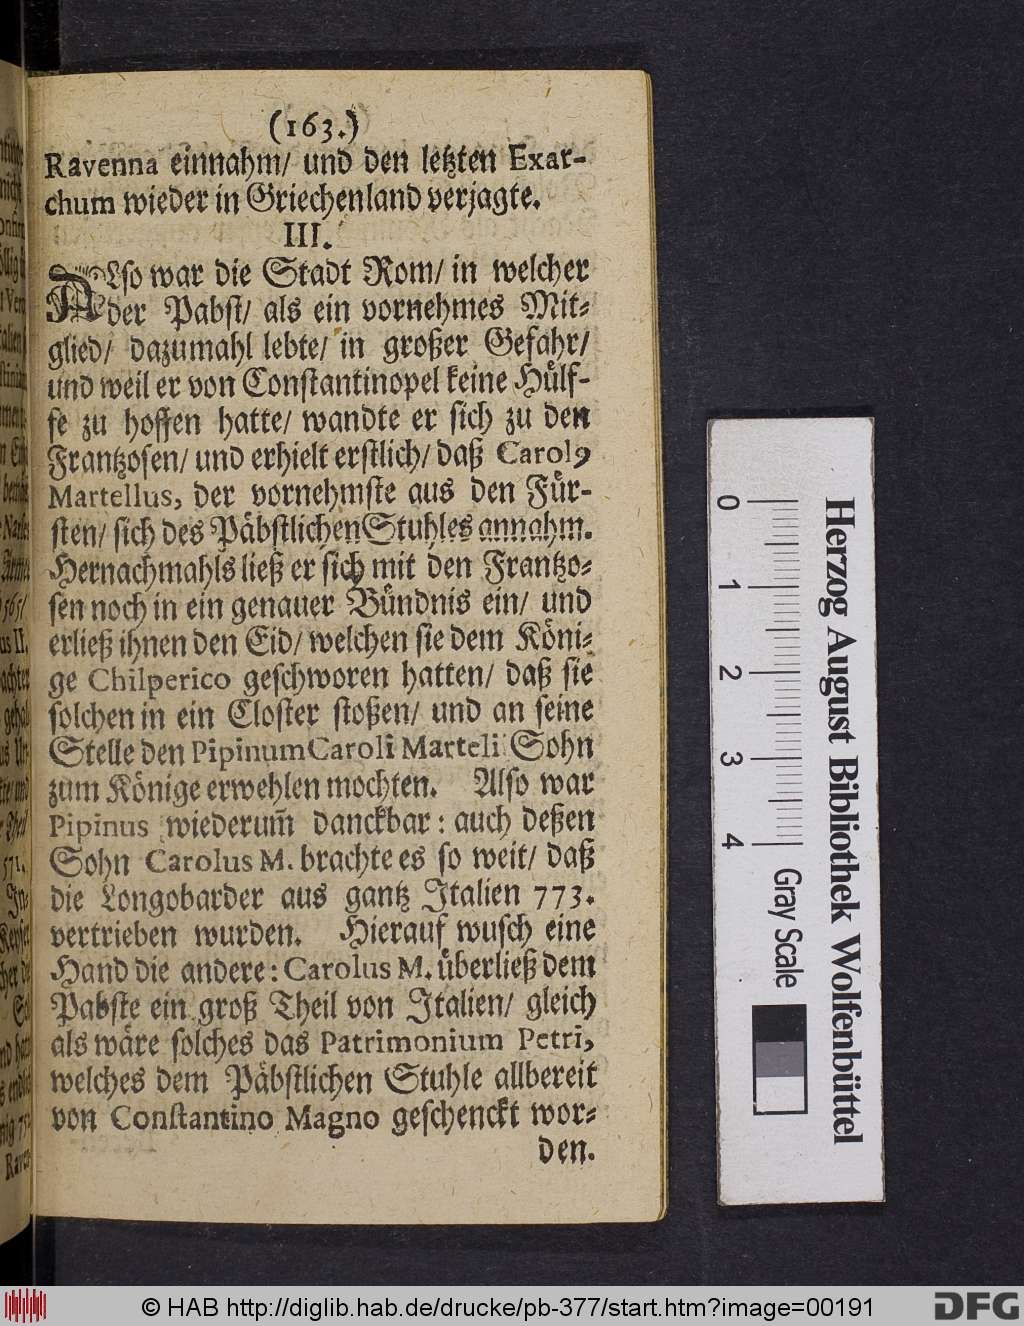 (163.)
Ravenna einnahm/ und den letzten Exar-
chum wieder in Griechenland verjagte.
III.
Also war die Stadt Rom/ in welcher
der Pabst/ als ein vornehmes Mit-
glied/ dazumahl lebte/ in großer Gefahr/
und weil er von Constantinopel keine Hülf-
fe zu hoffen hatte/ wandte er sich zu den
Frantzosen/ und erhielt erstlich/ daß Carolꝰ
Martellus, der vornehmste aus den Für-
sten/ sich des Päbstlichen Stuhles annahm.
Hernachmahls ließ er sich mit den Frantzo-
sen noch in ein genauer Bündnis ein/ und
erließ ihnen den Eid/ welchen sie dem Köni-
ge Chilperico geschworen hatten/ daß sie
solchen in ein Closter stoßen/ und an seine
Stelle den Pipinum Caroli Marteli Sohn
zum Könige erwehlen mochten. Also war
Pipinus wiederum̃ danckbar: auch deßen
Sohn Carolus M. brachte es so weit/ daß
die Longobarder aus gantz Italien 773.
vertrieben wurden. Hierauf wusch eine
Hand die andere: Carolus M. überließ dem
Pabste ein groß Theil von Italien/ gleich
als wäre solches das Patrimonium Petri,
welches dem Päbstlichen Stuhle allbereit
von Constantino Magno geschenckt wor-
den.
0 1 2 3 4
Gray Scale
Herzog August Bibliothek Wolfenbüttel
© HAB http://diglib.hab.de/drucke/pb-377/start.htm?image=00191
DFG